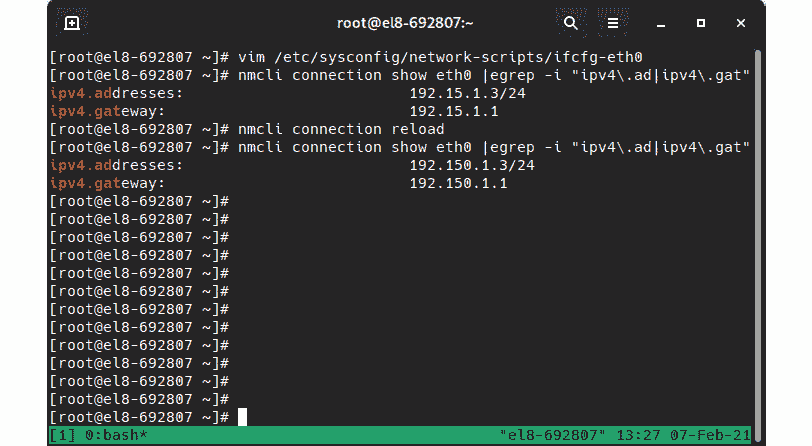 root@el8-692807:~
[root@el8-692807 ~]# vim /etc/sysconfig/network-scripts/ifcfg-eth0
[root@el8-692807 ~]# nmcli connection show eth0 |egrep -i "ipv4\.ad|ipv4\.gat"
ipv4.addresses:                         192.15.1.3/24
ipv4.gateway:                           192.15.1.1
[root@el8-692807 ~]# nmcli connection reload
[root@el8-692807 ~]# nmcli connection show eth0 |egrep -i "ipv4\.ad|ipv4\.gat"
ipv4.addresses:                         192.150.1.3/24
ipv4.gateway:                           192.150.1.1
[root@el8-692807 ~]#
[root@el8-692807 ~]#
[root@el8-692807 ~]#
[root@el8-692807 ~]#
[root@el8-692807 ~]#
[root@el8-692807 ~]#
[root@el8-692807 ~]#
[root@el8-692807 ~]#
[root@el8-692807 ~]#
[root@el8-692807 ~]#
[root@el8-692807 ~]#
[root@el8-692807 ~]#
[root@el8-692807 ~]#
[1] 0:bash* "el8-692807" 13:27 07-Feb-21